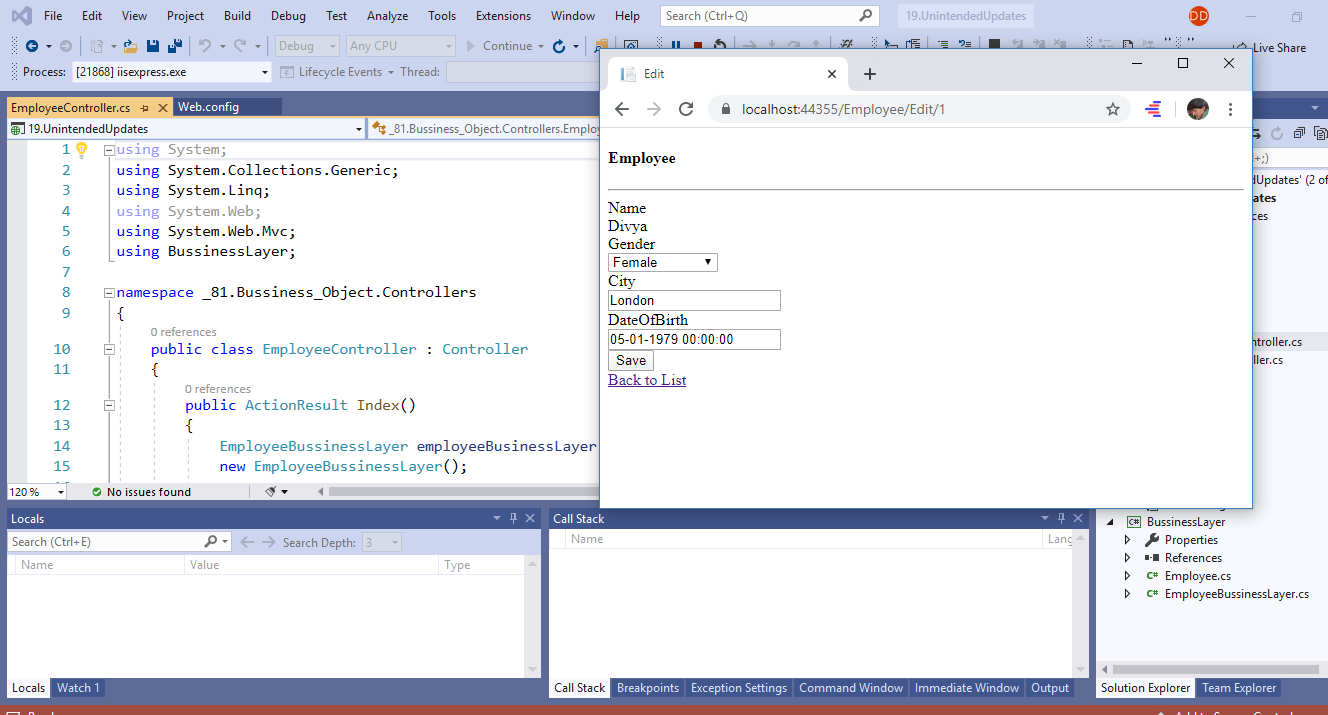 File Edit View Project Build Debug Test Analyze Tools Extensions Window Help Search (Ctrl+Q) 19.UnintendedUpdates DD
Debug Any CPU Continue Live Share
Process: [21868] iisexpress.exe Lifecycle Events Thread:
EmployeeController.cs Web.config
19.UnintendedUpdates _81.Bussiness_Object.Controllers.Emplo
1 using System;
2 using System.Collections.Generic;
3 using System.Linq;
4 using System.Web;
5 using System.Web.Mvc;
6 using BussinessLayer;
7
8 namespace _81.Bussiness_Object.Controllers
9 {
0 references
10 public class EmployeeController : Controller
11 {
0 references
12 public ActionResult Index()
13 {
14 EmployeeBussinessLayer employeeBusinessLayer
15 new EmployeeBussinessLayer();
120 % No issues found
Edit
localhost:44355/Employee/Edit/1
Employee
Name
Divya
Gender
Female
City
London
DateOfBirth
05-01-1979 00:00:00
Save
Back to List
+;)
dUpdates' (2 of
ates
ces
ntroller.cs
ller.cs
BussinessLayer
Properties
References
Employee.cs
EmployeeBussinessLayer.cs
Solution Explorer Team Explorer
Locals
Search (Ctrl+E) Search Depth: 3
Name Value Type
Locals Watch 1
Call Stack
Name Lang
Call Stack Breakpoints Exception Settings Command Window Immediate Window Output